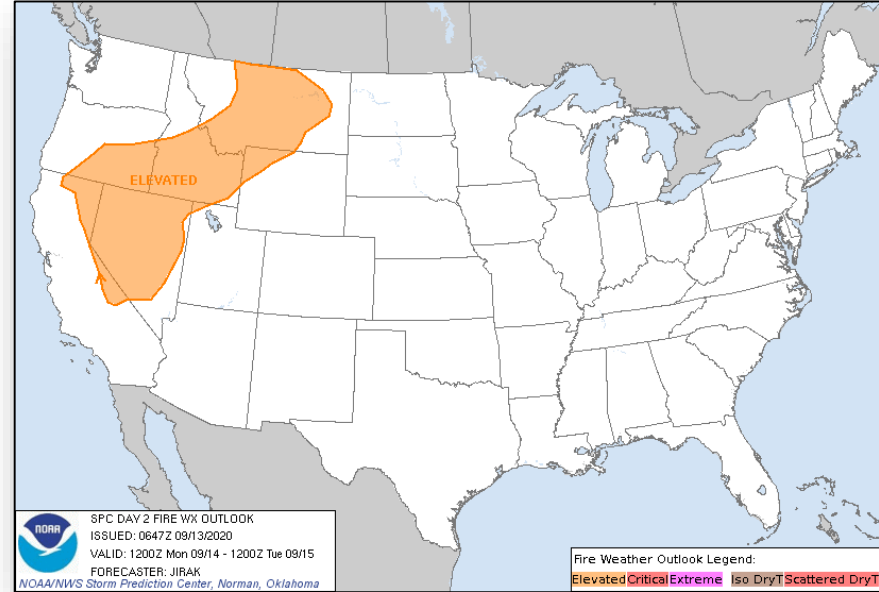 ELEVATED
NOAA
SPC DAY 2 FIRE WX OUTLOOK
ISSUED: 0647Z 09/13/2020
VALID: 1200Z Mon 09/14 - 1200Z Tue 09/15
FORECASTER: JIRAK
NOAA/NWS Storm Prediction Center, Norman, Oklahoma
Fire Weather Outlook Legend:
Elevated Critical Extreme Iso DryT Scattered DryT